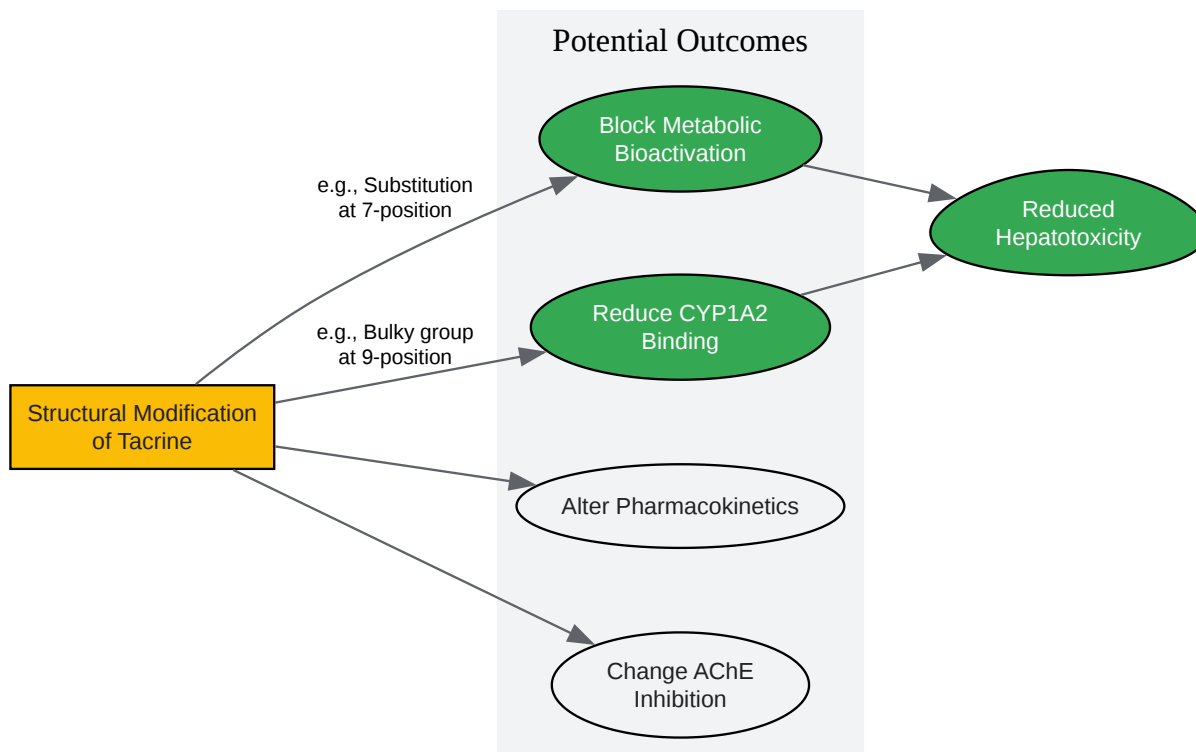 Potential Outcomes
Block Metabolic
Bioactivation
e.g., Substitution
at 7-position
Reduced
Hepatotoxicity
Reduce CYP1A2
Binding
e.g., Bulky group
at 9-position
Structural Modification
of Tacrine
Alter Pharmacokinetics
Change AChE
Inhibition